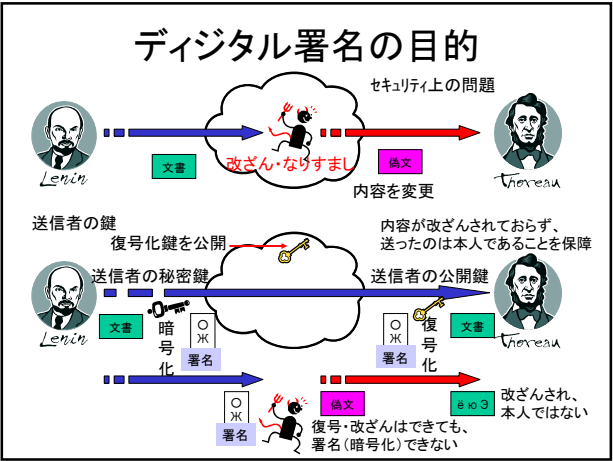 ディジタル署名の目的
セキュリティ上の問題
改ざん・なりすまし
文書
偽文
内容を変更
Lenin
Thoreau
送信者の鍵
復号化鍵を公開
内容が改ざんされておらず、
送ったのは本人であることを保障
送信者の秘密鍵
送信者の公開鍵
文書
暗号化
○
Ж
署名
○
Ж
署名
復号化
文書
Lenin
Thoreau
○
Ж
署名
偽文
ёюЭ
改ざんされ、
本人ではない
復号・改ざんはできても、
署名(暗号化)できない